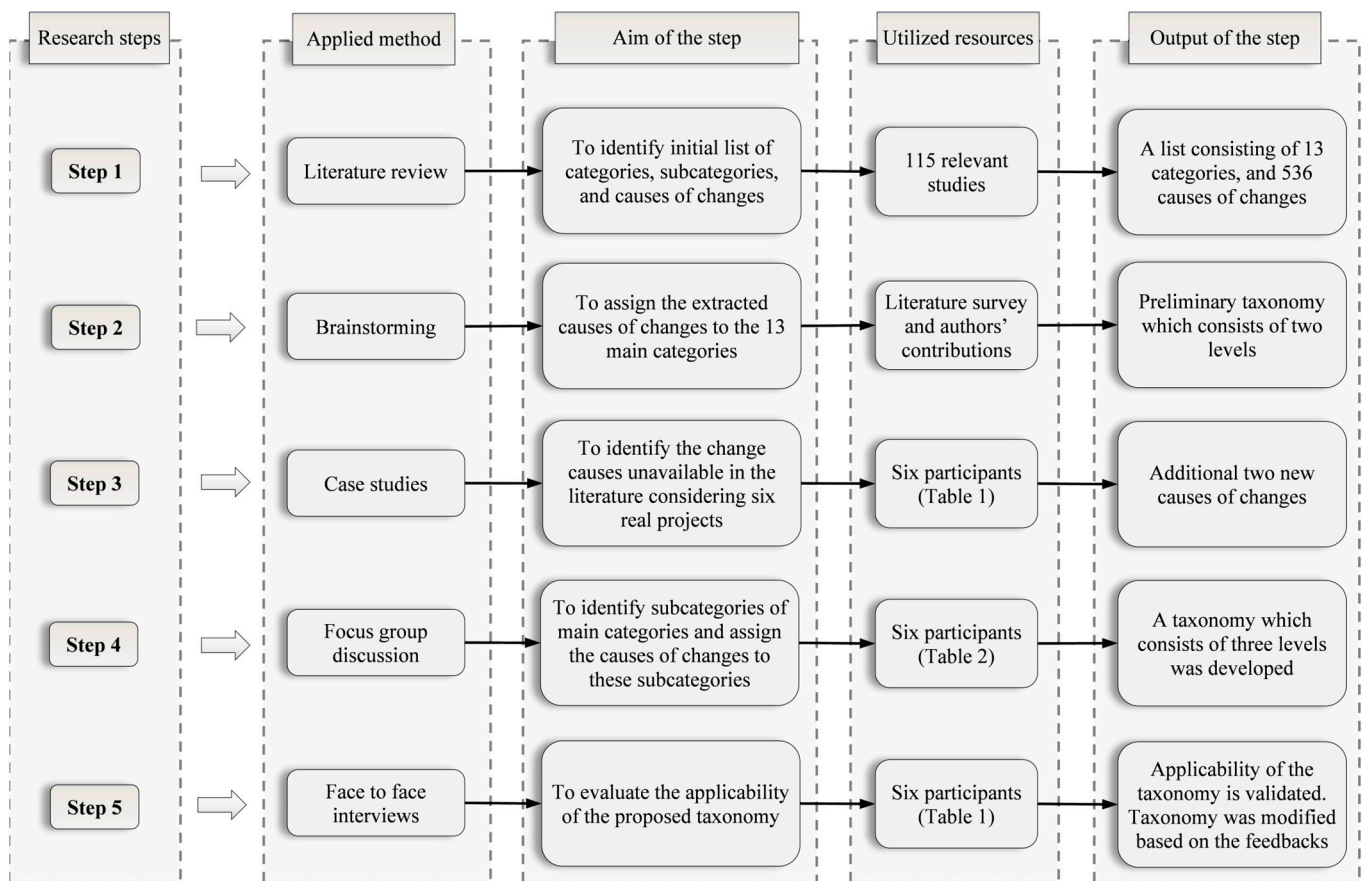 Research steps
Applied method
Aim of the step
Utilized resources
Output of the step
Step 1
Literature review
To identify initial list of
categories, subcategories,
and causes of changes
115 relevant
studies
A list consisting of 13
categories, and 536
causes of changes
Step 2
Brainstorming
To assign the extracted
causes of changes to the 13
main categories
Literature survey
and authors’
contributions
Preliminary taxonomy
which consists of two
levels
Step 3
Case studies
To identify the change
causes unavailable in the
literature considering six
real projects
Six participants
(Table 1)
Additional two new
causes of changes
Step 4
Focus group
discussion
To identify subcategories of
main categories and assign
the causes of changes to
these subcategories
Six participants
(Table 2)
A taxonomy which
consists of three levels
was developed
Step 5
Face to face
interviews
To evaluate the applicability
of the proposed taxonomy
Six participants
(Table 1)
Applicability of the
taxonomy is validated.
Taxonomy was modified
based on the feedbacks